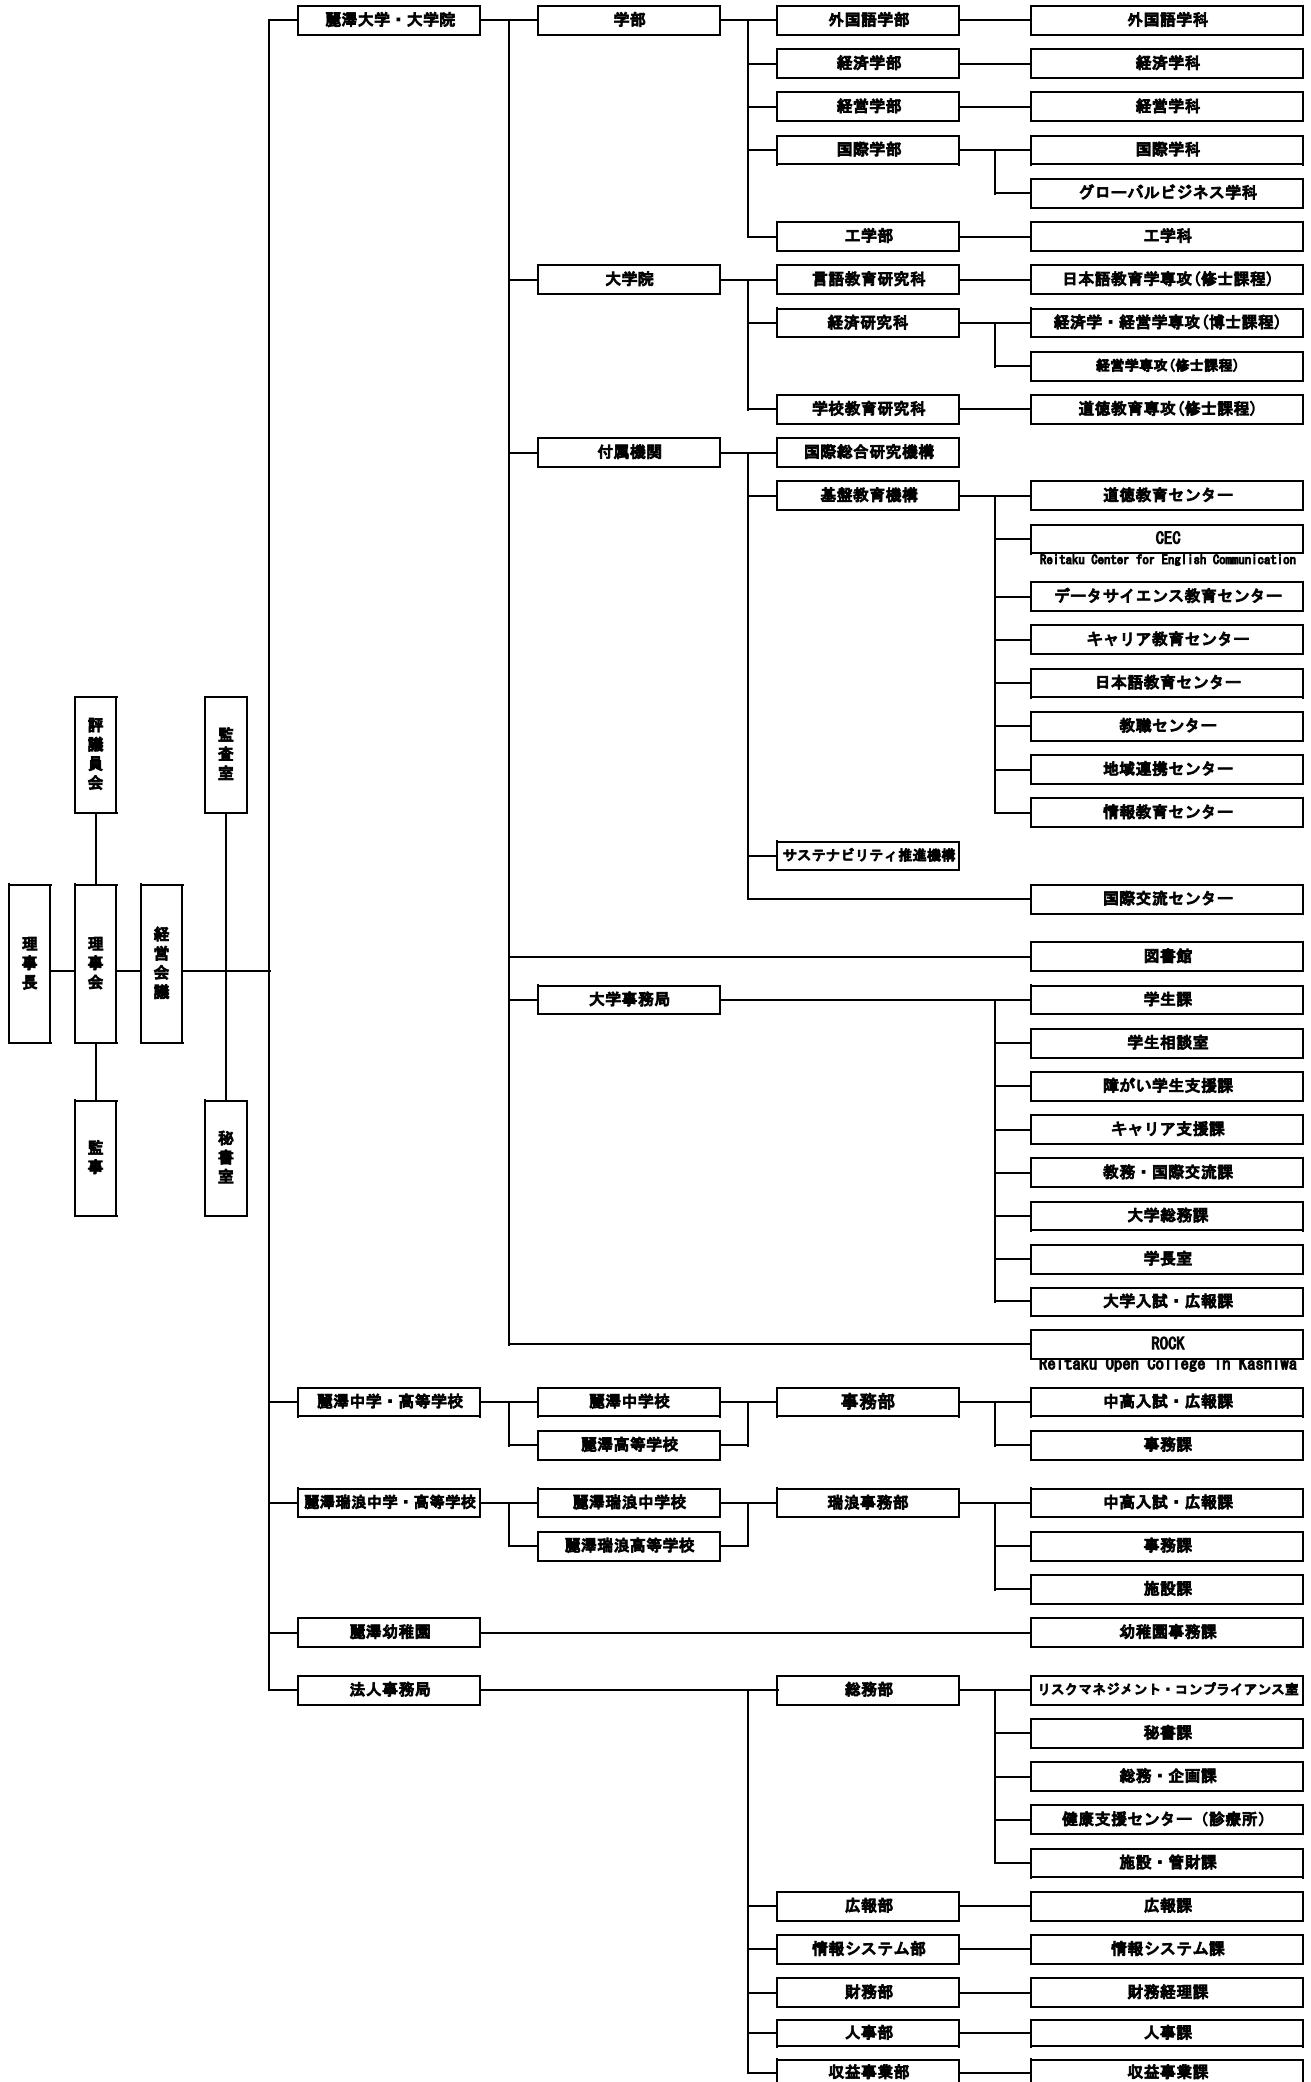 麗澤大学・大学院
学部
外国語学部
外国語学科
経済学部
経済学科
経営学部
経営学科
国際学部
国際学科
グローバルビジネス学科
工学部
工学科
大学院
言語教育研究科
日本語教育学専攻(修士課程)
経済研究科
経済学・経営学専攻(博士課程)
経営学専攻(修士課程)
学校教育研究科
道徳教育専攻(修士課程)
付属機関
国際総合研究機構
基盤教育機構
道徳教育センター
CEC
Reitaku Center for English Communication
データサイエンス教育センター
キャリア教育センター
日本語教育センター
教職センター
地域連携センター
情報教育センター
サステナビリティ推進機構
国際交流センター
評議員会
監査室
理事長
理事会
経営会議
監事
秘書室
図書館
大学事務局
学生課
学生相談室
障がい学生支援課
キャリア支援課
教務・国際交流課
大学総務課
学長室
大学入試・広報課
ROCK
Reitaku Open College in Kashiwa
麗澤中学・高等学校
麗澤中学校
事務部
中高入試・広報課
麗澤高等学校
事務課
麗澤瑞浪中学・高等学校
麗澤瑞浪中学校
瑞浪事務部
中高入試・広報課
麗澤瑞浪高等学校
事務課
施設課
麗澤幼稚園
幼稚園事務課
法人事務局
総務部
リスクマネジメント・コンプライアンス室
秘書課
総務・企画課
健康支援センター（診療所）
施設・管財課
広報部
広報課
情報システム部
情報システム課
財務部
財務経理課
人事部
人事課
収益事業部
収益事業課